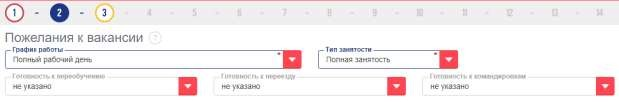 1 - 2 - 3 - 4 - 5 - 6 - 7 - 8 - 9 - 10 - 11 - 12 - 13 - 14
Пожелания к вакансии ?
График работы * Тип занятости *
Полный рабочий день Полная занятость
Готовность к переобучению Готовность к переезду Готовность к командировкам
не указано не указано не указано